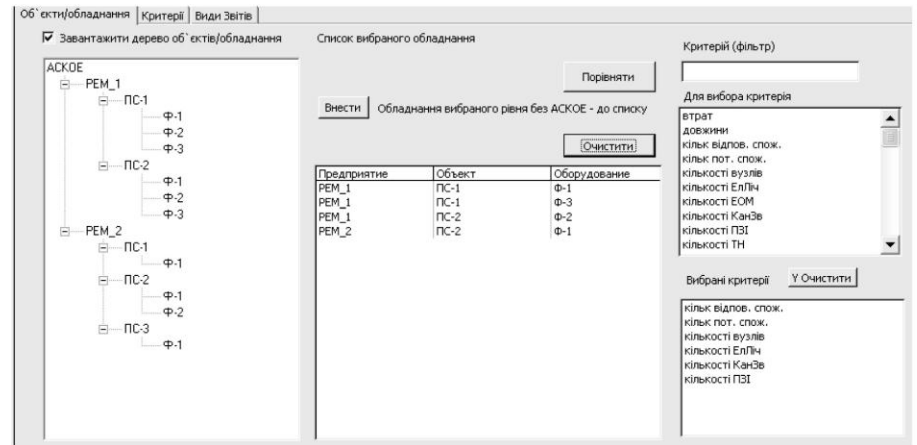 Об`єкти/обладнання Критерії Види Звітів
Завантажити дерево об`єктів/обладнання
АСКОЕ
РЕМ_1
ПС-1
Ф-1
Ф-2
Ф-3
ПС-2
Ф-1
Ф-2
Ф-3
РЕМ_2
ПС-1
Ф-1
ПС-2
Ф-1
Ф-2
ПС-3
Ф-1
Список вибраного обладнання
Порівняти
Внести Обладнання вибраного рівня без АСКОЕ - до списку
Очистити
Предприятие Объект Оборудование
РЕМ_1 ПС-1 Ф-1
РЕМ_1 ПС-1 Ф-3
РЕМ_1 ПС-2 Ф-2
РЕМ_2 ПС-2 Ф-1
Критерій (фільтр)
Для вибора критерія
втрат
довжини
кільк відпов. спож.
кільк пот. спож.
кількості вузлів
кількості ЕлЛіч
кількості ЕОМ
кількості КанЗв
кількості ПЗІ
кількості ТН
Вибрані критерії Y Очистити
кільк відпов. спож.
кільк пот. спож.
кількості вузлів
кількості ЕлЛіч
кількості КанЗв
кількості ПЗІ